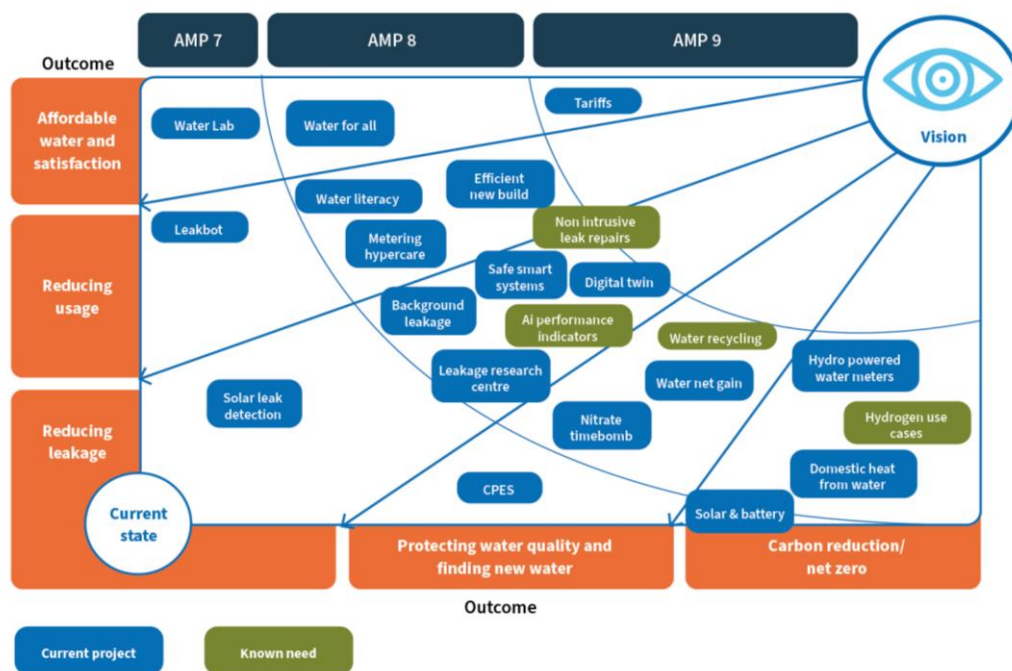 AMP 7
AMP 8
AMP 9
Outcome
Vision
Affordable
water and
satisfaction
Water Lab
Water for all
Tariffs
Efficient
new build
Water literacy
Reducing
usage
Leakbot
Metering
hypercare
Non intrusive
leak repairs
Safe smart
systems
Digital twin
Background
leakage
Ai performance
indicators
Water recycling
Hydro powered
water meters
Leakage research
centre
Water net gain
Reducing
leakage
Solar leak
detection
Nitrate
timebomb
Hydrogen use
cases
Domestic heat
from water
CPES
Solar & battery
Current
state
Protecting water quality and
finding new water
Carbon reduction/
net zero
Outcome
Current project
Known need